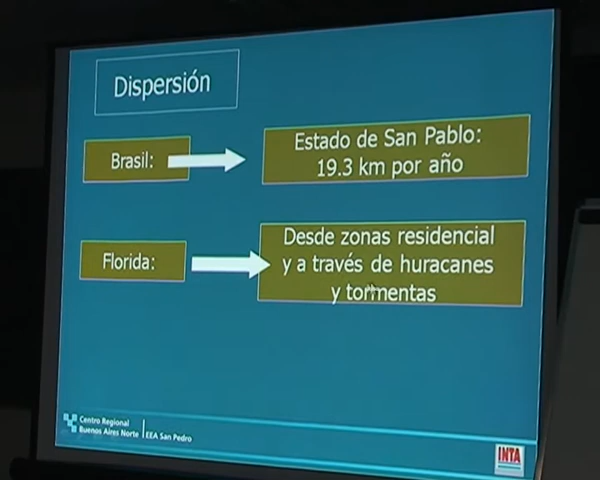 Dispersión
Brasil:
Estado de San Pablo:
19.3 km por año
Florida:
Desde zonas residencial
y a través de huracanes
y tormentas
Centro Regional
Buenos Aires Norte
EEA San Pedro
INTA